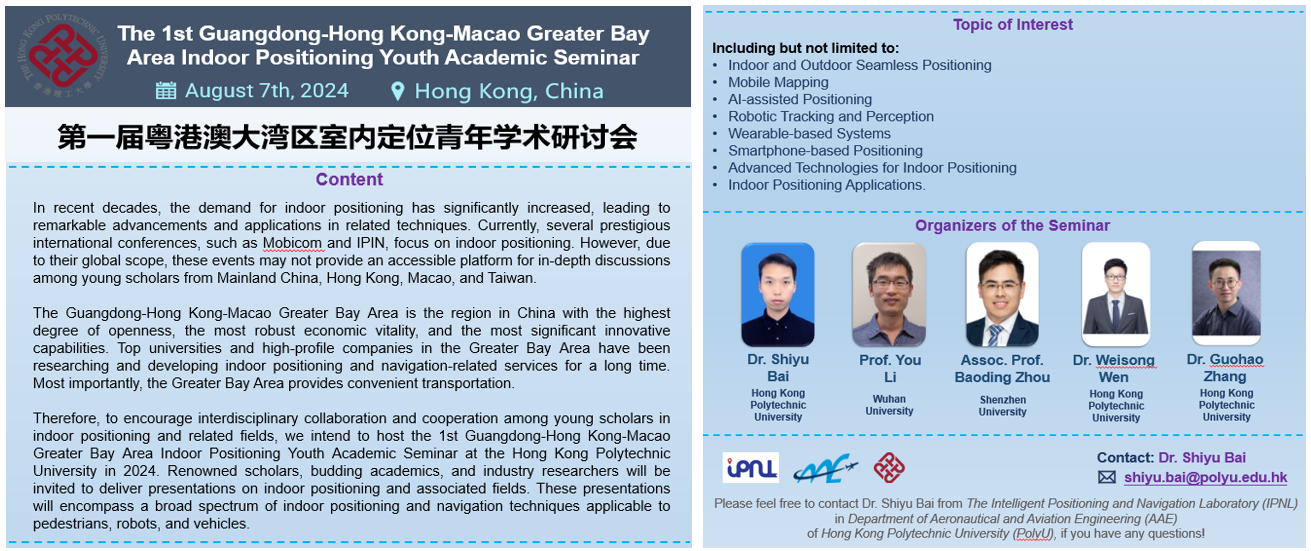 THE HONG KONG POLYTECHNIC UNIVERSITY
香港理工大學
The 1st Guangdong-Hong Kong-Macao Greater Bay
Area Indoor Positioning Youth Academic Seminar
August 7th, 2024
Hong Kong, China
第一届粤港澳大湾区室内定位青年学术研讨会
Content
In recent decades, the demand for indoor positioning has significantly increased, leading to
remarkable advancements and applications in related techniques. Currently, several prestigious
international conferences, such as Mobicom and IPIN, focus on indoor positioning. However, due
to their global scope, these events may not provide an accessible platform for in-depth discussions
among young scholars from Mainland China, Hong Kong, Macao, and Taiwan.
The Guangdong-Hong Kong-Macao Greater Bay Area is the region in China with the highest
degree of openness, the most robust economic vitality, and the most significant innovative
capabilities. Top universities and high-profile companies in the Greater Bay Area have been
researching and developing indoor positioning and navigation-related services for a long time.
Most importantly, the Greater Bay Area provides convenient transportation.
Therefore, to encourage interdisciplinary collaboration and cooperation among young scholars in
indoor positioning and related fields, we intend to host the 1st Guangdong-Hong Kong-Macao
Greater Bay Area Indoor Positioning Youth Academic Seminar at the Hong Kong Polytechnic
University in 2024. Renowned scholars, budding academics, and industry researchers will be
invited to deliver presentations on indoor positioning and associated fields. These presentations
will encompass a broad spectrum of indoor positioning and navigation techniques applicable to
pedestrians, robots, and vehicles.
Topic of Interest
Including but not limited to:
• Indoor and Outdoor Seamless Positioning
• Mobile Mapping
• AI-assisted Positioning
• Robotic Tracking and Perception
• Wearable-based Systems
• Smartphone-based Positioning
• Advanced Technologies for Indoor Positioning
• Indoor Positioning Applications.
Organizers of the Seminar
Dr. Shiyu
Bai
Hong Kong
Polytechnic
University
Prof. You
Li
Wuhan
University
Assoc. Prof.
Baoding Zhou
Shenzhen
University
Dr. Weisong
Wen
Hong Kong
Polytechnic
University
Dr. Guohao
Zhang
Hong Kong
Polytechnic
University
iPNL
AAE
Contact: Dr. Shiyu Bai
shiyu.bai@polyu.edu.hk
Please feel free to contact Dr. Shiyu Bai from The Intelligent Positioning and Navigation Laboratory (IPNL)
in Department of Aeronautical and Aviation Engineering (AAE)
of Hong Kong Polytechnic University (PolyU), if you have any questions!